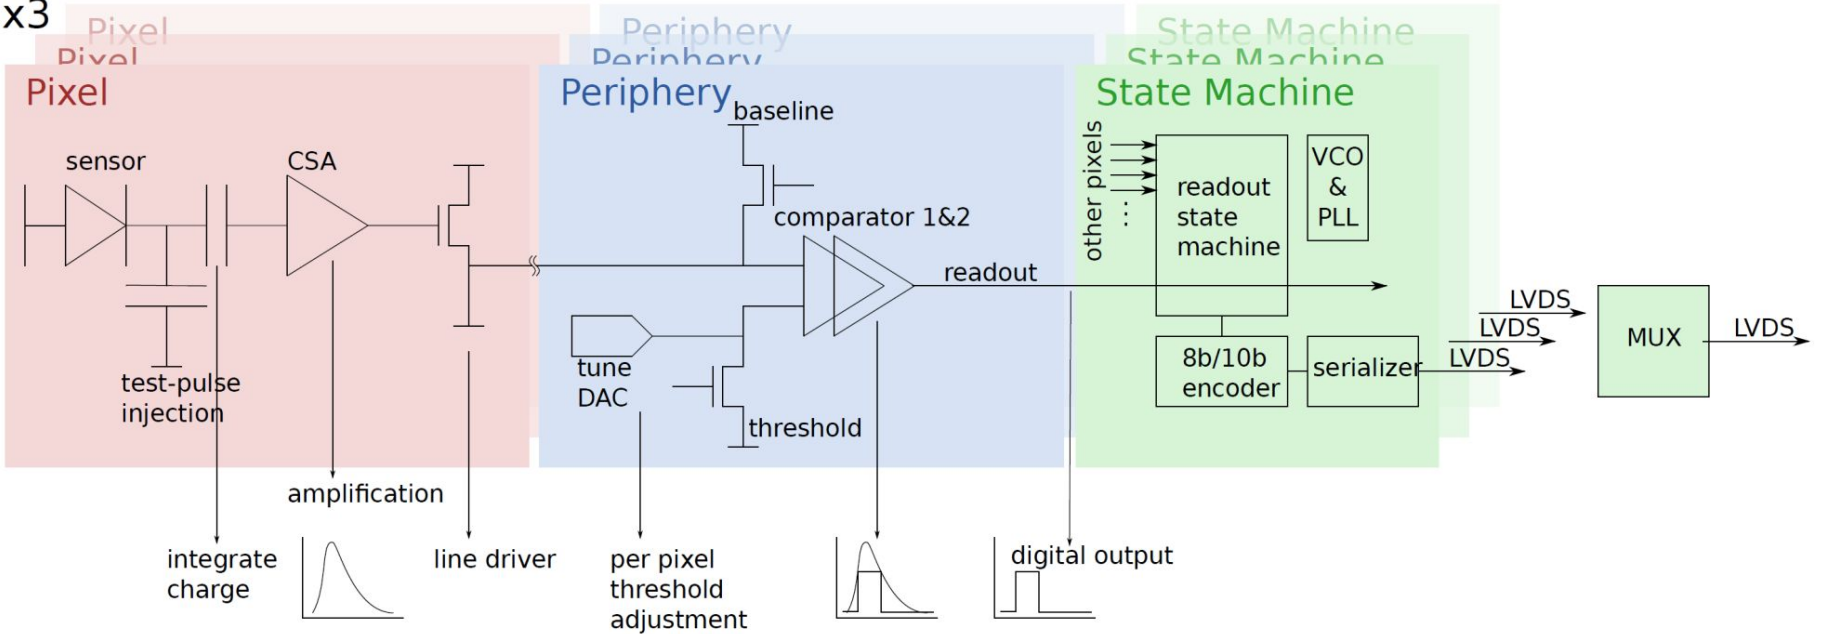 x3
Pixel
Periphery
State Machine
Pixel
Periphery
State Machine
Pixel
Periphery
State Machine
baseline
sensor
CSA
comparator 1&2
other pixels
...
readout
state
machine
VCO
&
PLL
readout
tune
DAC
threshold
test-pulse
injection
8b/10b
encoder
serializer
LVDS
LVDS
LVDS
MUX
LVDS
amplification
integrate
charge
line driver
per pixel
threshold
adjustment
digital output